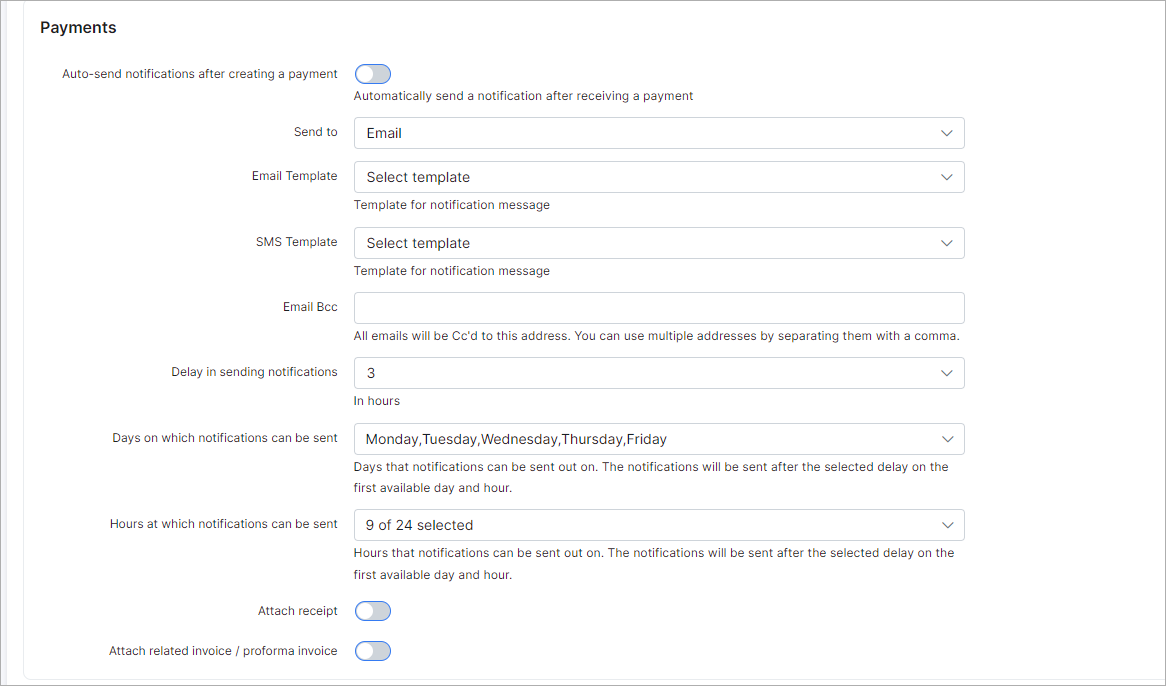 Payments
Auto-send notifications after creating a payment
Automatically send a notification after receiving a payment
Send to
Email
Email Template
Select template
Template for notification message
SMS Template
Select template
Template for notification message
Email Bcc
All emails will be Cc'd to this address. You can use multiple addresses by separating them with a comma.
Delay in sending notifications
3
In hours
Days on which notifications can be sent
Monday,Tuesday,Wednesday,Thursday,Friday
Days that notifications can be sent out on. The notifications will be sent after the selected delay on the
first available day and hour.
Hours at which notifications can be sent
9 of 24 selected
Hours that notifications can be sent out on. The notifications will be sent after the selected delay on the
first available day and hour.
Attach receipt
Attach related invoice / proforma invoice